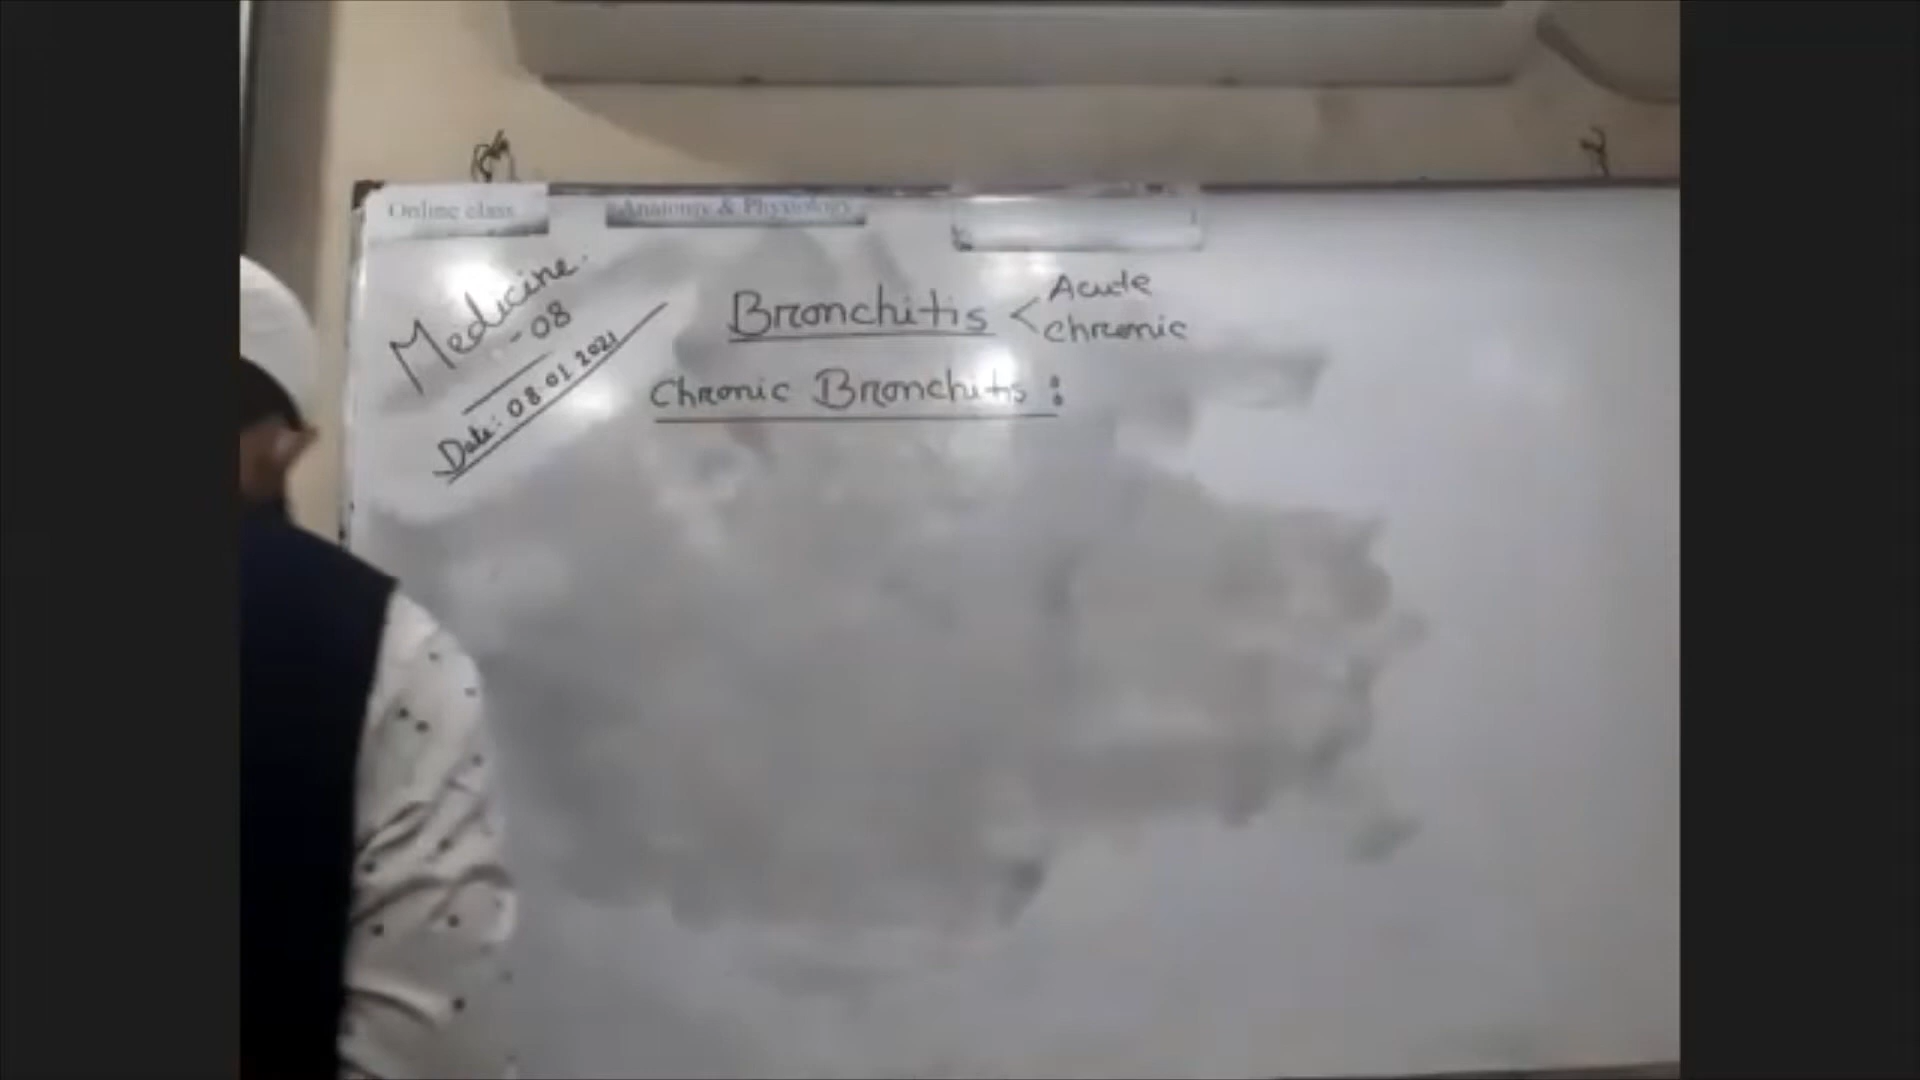 Online class
Anatomy & Physiology
Medicine:
-08
Date: 08.01.2021
Bronchitis < Acute
Chronic
Chronic Bronchitis :